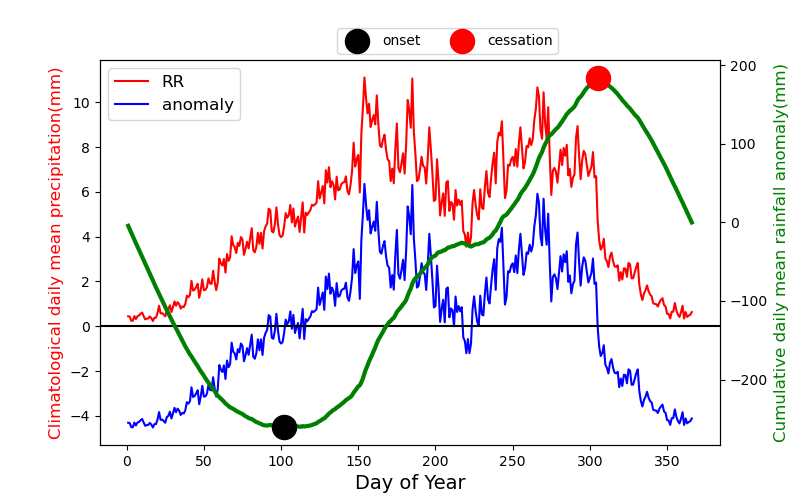 onset cessation
RR
anomaly
Climatological daily mean precipitation(mm)
10
8
6
4
2
0
−2
−4
200
100
0
−100
−200
Cumulative daily mean rainfall anomaly(mm)
0 50 100 150 200 250 300 350
Day of Year